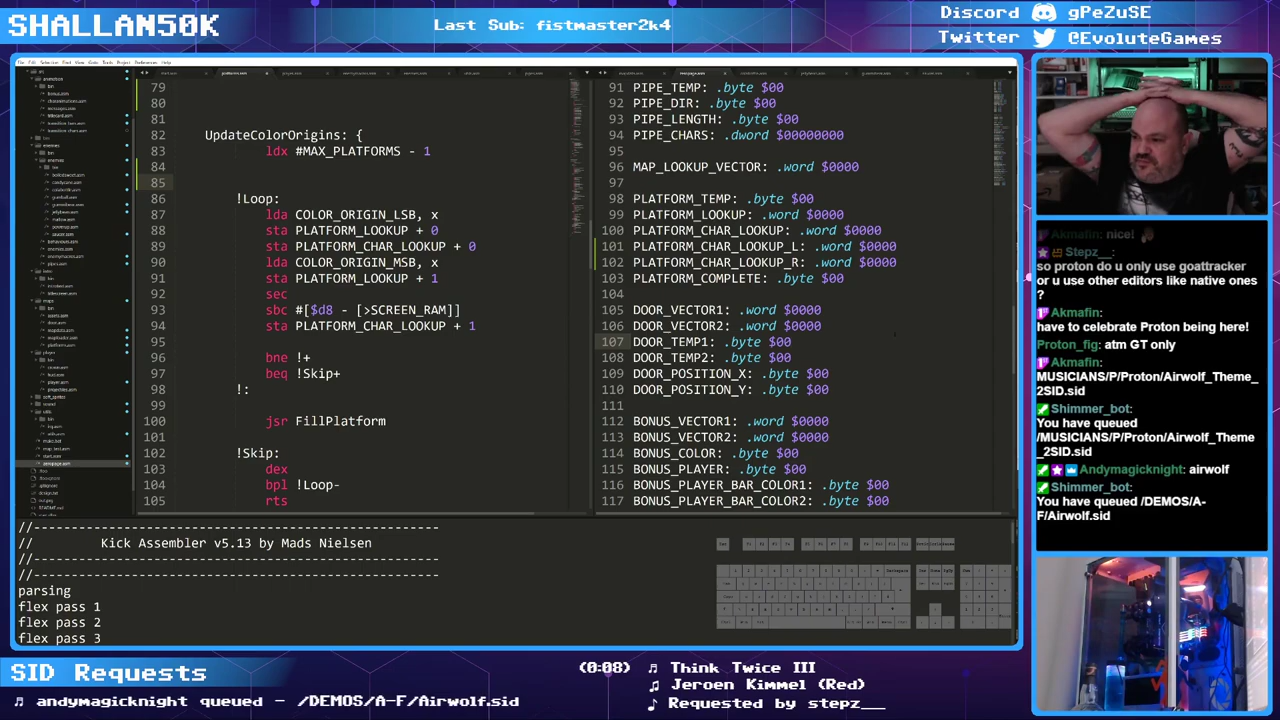 SHALLAN50K
Last Sub: fistmaster2k4
Discord gPeZuSE
Twitter @EvoluteGames
79
80
81
82 UpdateColorOrigins: {
83 ldx #MAX_PLATFORMS - 1
84
85
86 !Loop:
87 lda COLOR_ORIGIN_LSB, x
88 sta PLATFORM_LOOKUP + 0
89 sta PLATFORM_CHAR_LOOKUP + 0
90 lda COLOR_ORIGIN_MSB, x
91 sta PLATFORM_LOOKUP + 1
92 sec
93 sbc #[$d8 - [>SCREEN_RAM]]
94 sta PLATFORM_CHAR_LOOKUP + 1
95
96 bne !+
97 beq !Skip+
98 !:
99
100 jsr FillPlatform
101
102 !Skip:
103 dex
104 bpl !Loop-
105 rts
91 PIPE_TEMP: .byte $00
92 PIPE_DIR: .byte $00
93 PIPE_LENGTH: .byte $00
94 PIPE_CHARS: .dword $00000000
95
96 MAP_LOOKUP_VECTOR: .word $0000
97
98 PLATFORM_TEMP: .byte $00
99 PLATFORM_LOOKUP: .word $0000
100 PLATFORM_CHAR_LOOKUP: .word $0000
101 PLATFORM_CHAR_LOOKUP_L: .word $0000
102 PLATFORM_CHAR_LOOKUP_R: .word $0000
103 PLATFORM_COMPLETE: .byte $00
104
105 DOOR_VECTOR1: .word $0000
106 DOOR_VECTOR2: .word $0000
107 DOOR_TEMP1: .byte $00
108 DOOR_TEMP2: .byte $00
109 DOOR_POSITION_X: .byte $00
110 DOOR_POSITION_Y: .byte $00
111
112 BONUS_VECTOR1: .word $0000
113 BONUS_VECTOR2: .word $0000
114 BONUS_COLOR: .byte $00
115 BONUS_PLAYER: .byte $00
116 BONUS_PLAYER_BAR_COLOR1: .byte $00
117 BONUS_PLAYER_BAR_COLOR2: .byte $00
//------------------------------------------------------
// Kick Assembler v5.13 by Mads Nielsen
//------------------------------------------------------
//------------------------------------------------------
parsing
flex pass 1
flex pass 2
flex pass 3
Akmafin: nice!
Stepz__:
so proton do u only use goattracker
or u use other editors like native ones
?
Akmafin:
have to celebrate Proton being here!
Proton_fig: atm GT only
Akmafin:
MUSICIANS/P/Proton/Airwolf_Theme_
2SID.sid
Shimmer_bot:
You have queued
/MUSICIANS/P/Proton/Airwolf_Theme
_2SID.sid
Andymagicknight: airwolf
Shimmer_bot:
You have queued /DEMOS/A-
F/Airwolf.sid
SID Requests
♬ andymagicknight queued - /DEMOS/A-F/Airwolf.sid
(0:08) ♬ Think Twice III
♫ Jeroen Kimmel (Red)
♪ Requested by stepz__